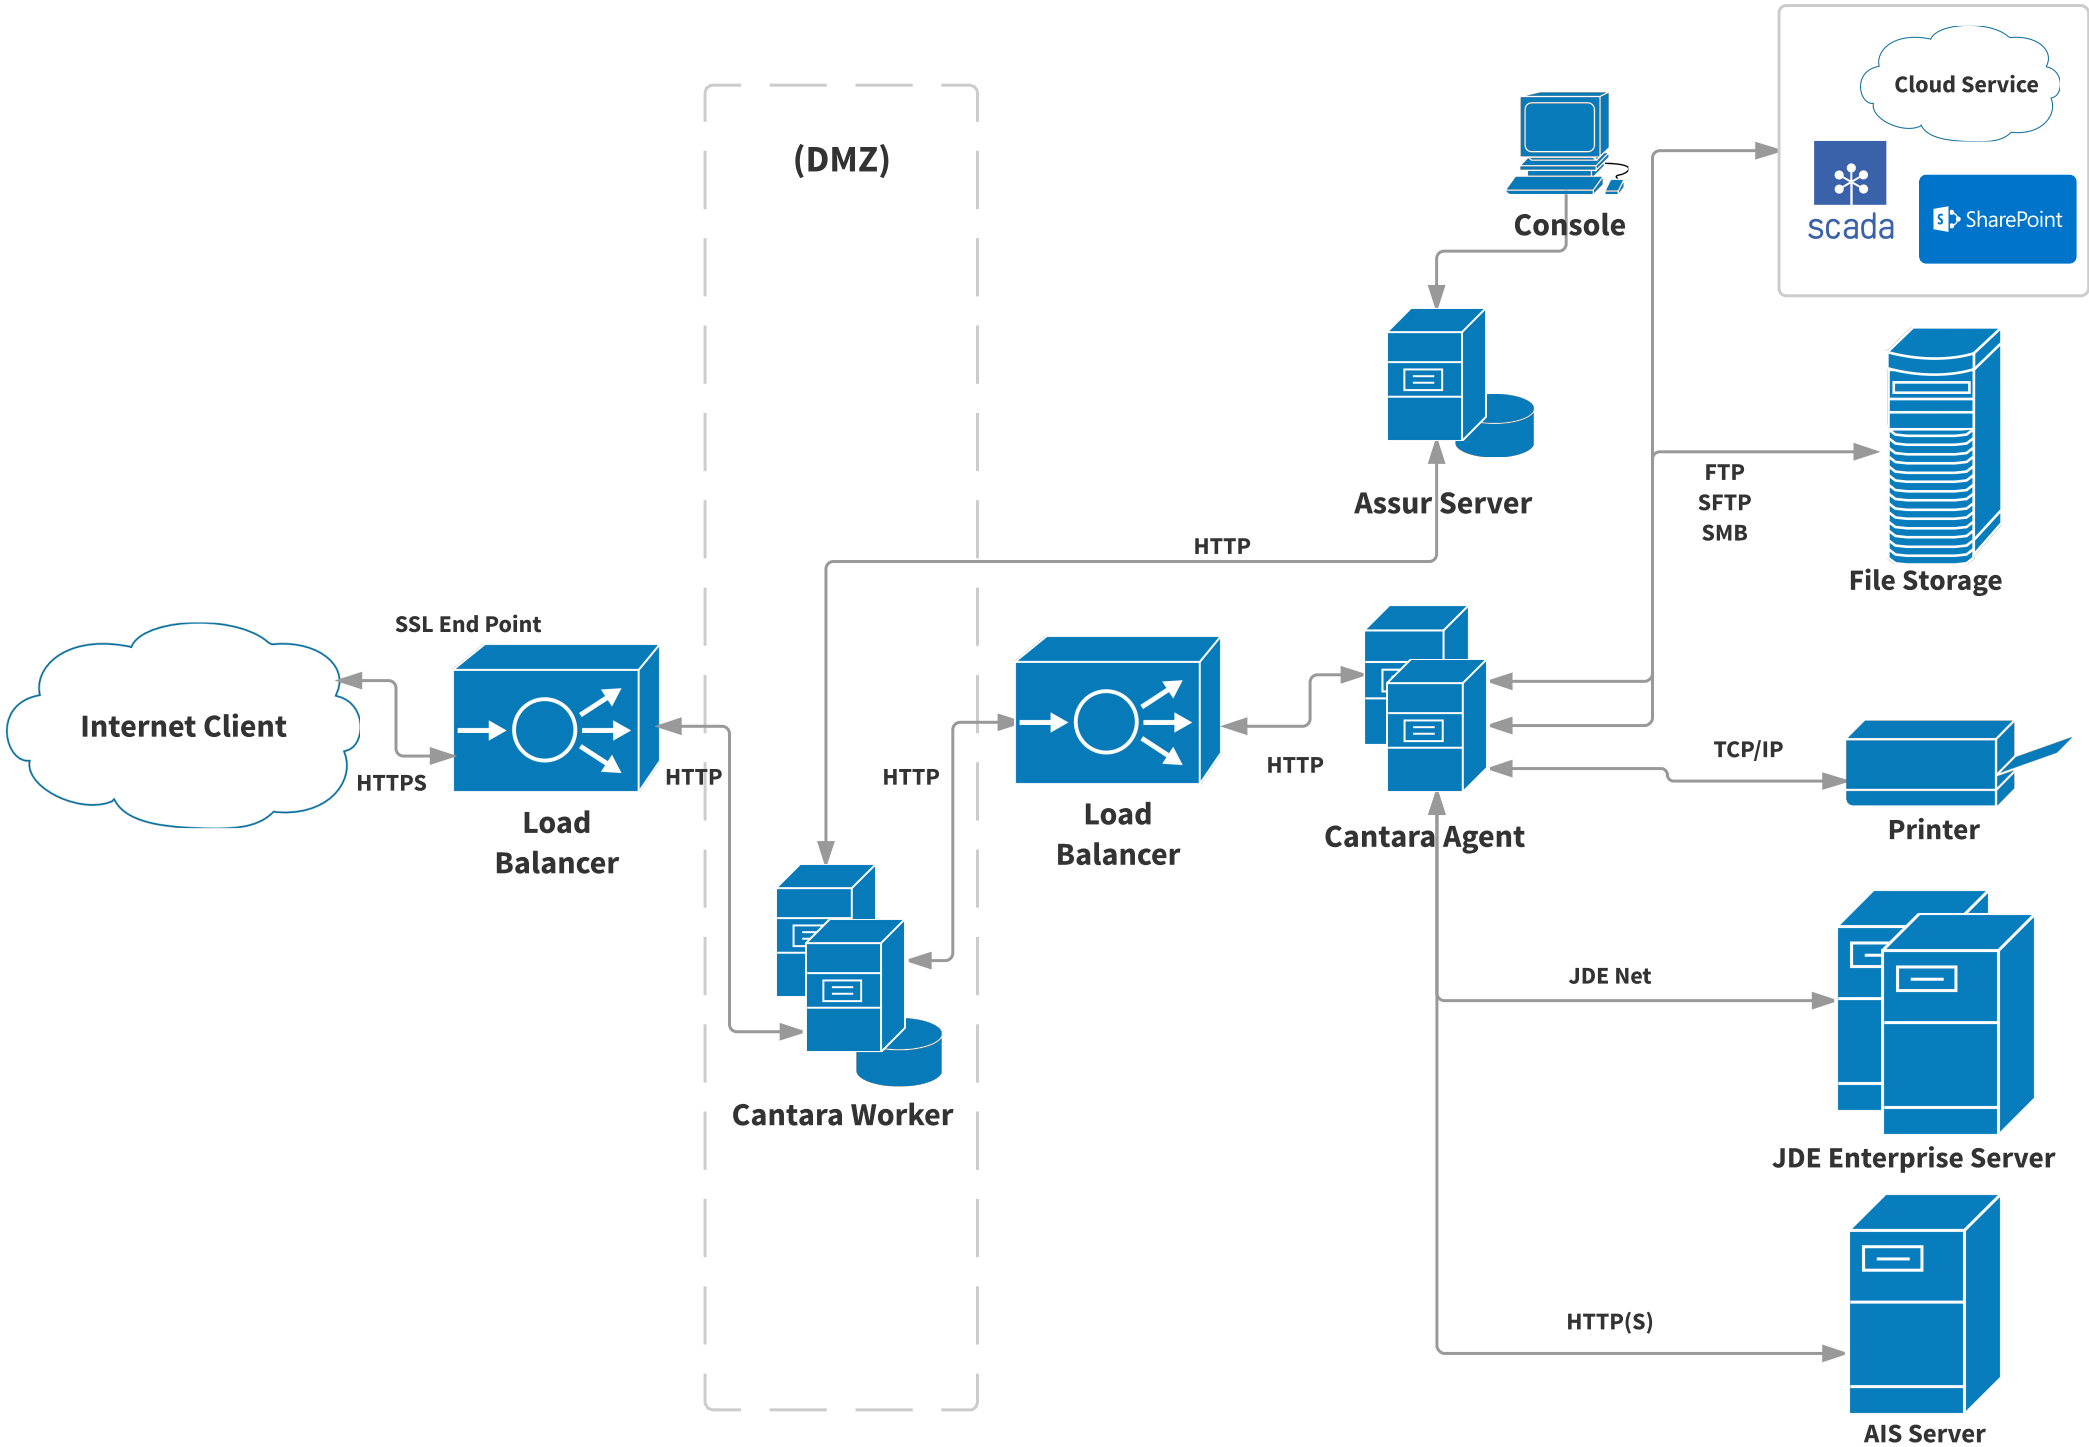 Cloud Service
scada
S
SharePoint
(DMZ)
Console
FTP
SFTP
SMB
Assur Server
HTTP
File Storage
SSL End Point
Internet Client
HTTPS
HTTP
HTTP
HTTP
TCP/IP
Load
Balancer
Load
Balancer
Cantara Agent
Printer
JDE Net
Cantara Worker
JDE Enterprise Server
HTTP(S)
AIS Server